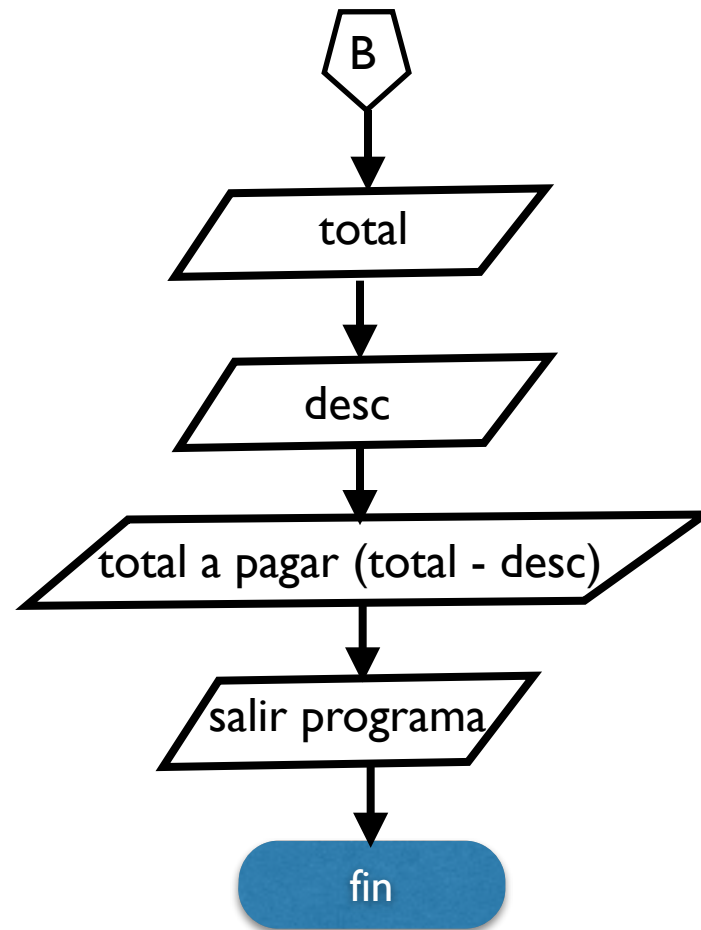 B
total
desc
total a pagar (total - desc)
salir programa
fin